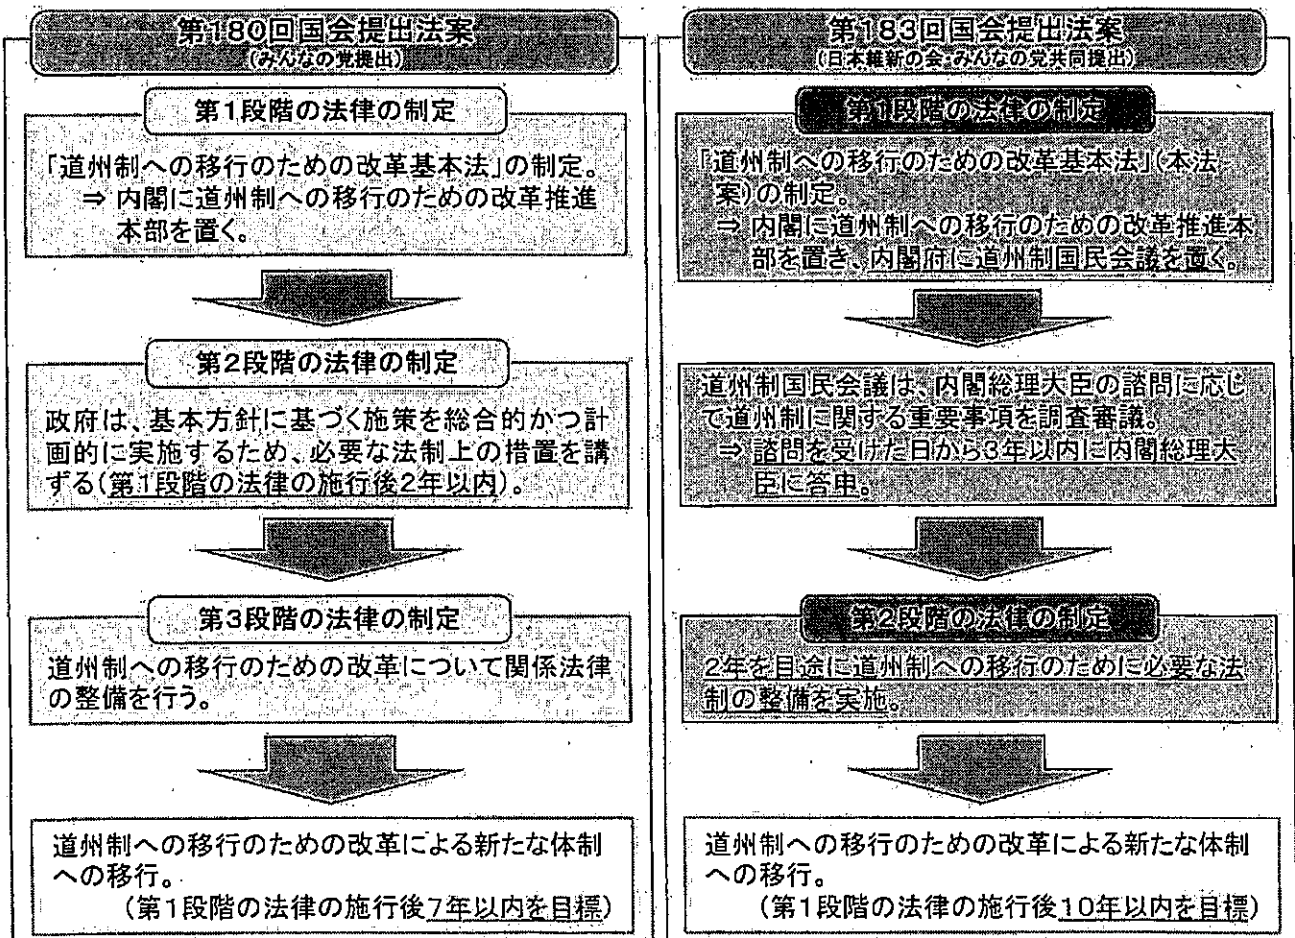 第180回国会提出法案
(みんなの党提出)
第1段階の法律の制定
「道州制への移行のための改革基本法」の制定。
⇒ 内閣に道州制への移行のための改革推進
本部を置く。
第2段階の法律の制定
政府は、基本方針に基づく施策を総合的かつ計
画的に実施するため、必要な法制上の措置を講
ずる(第1段階の法律の施行後2年以内)。
第3段階の法律の制定
道州制への移行のための改革について関係法律
の整備を行う。
道州制への移行のための改革による新たな体制
への移行。
(第1段階の法律の施行後7年以内を目標)
第183回国会提出法案
(日本維新の会・みんなの党共同提出)
第1段階の法律の制定
「道州制への移行のための改革基本法」(本法
案)の制定。
⇒ 内閣に道州制への移行のための改革推進本
部を置き、内閣府に道州制国民会議を置く。
道州制国民会議は、内閣総理大臣の諮問に応じ
て道州制に関する重要事項を調査審議。
⇒ 諮問を受けた日から3年以内に内閣総理大
臣に答申。
第2段階の法律の制定
2年を目途に道州制への移行のために必要な法
制の整備を実施。
道州制への移行のための改革による新たな体制
への移行。
(第1段階の法律の施行後10年以内を目標)